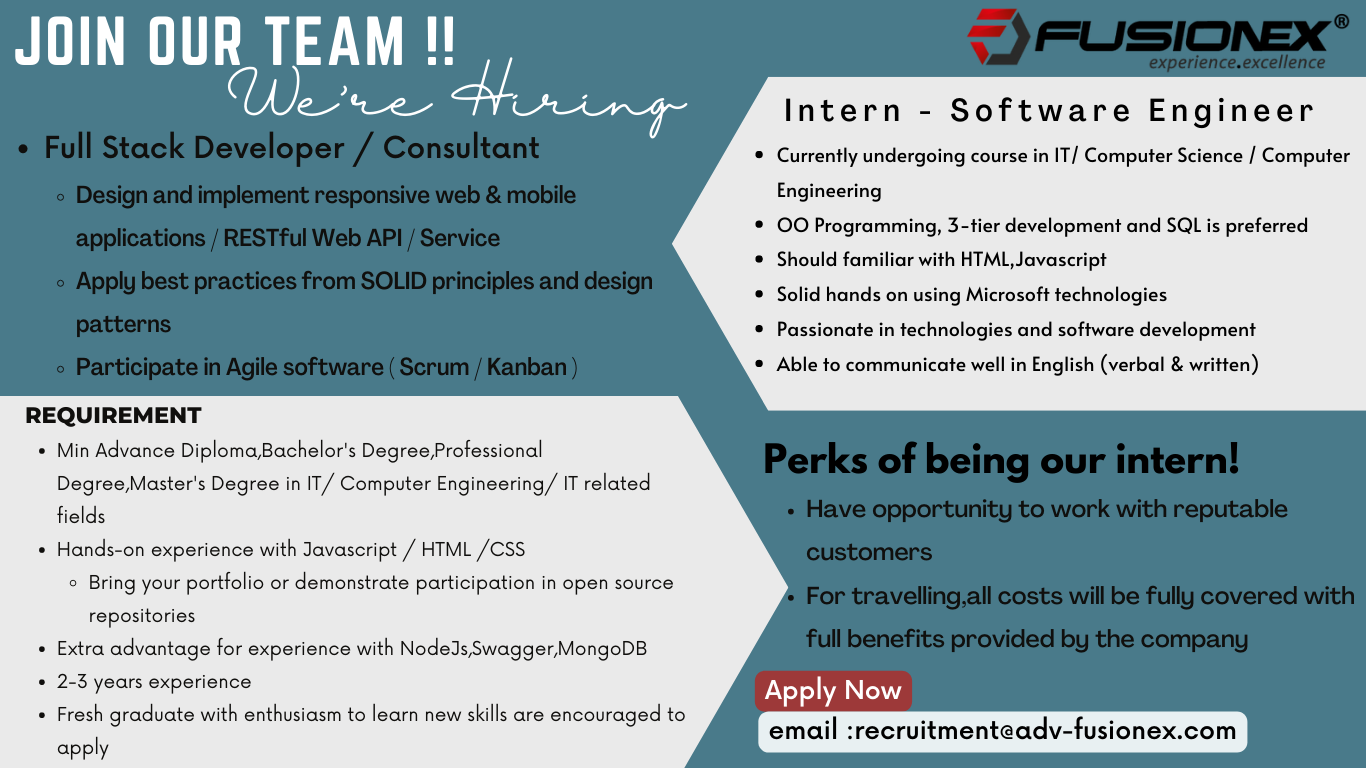 JOIN OUR TEAM !!
We're Hiring
• Full Stack Developer / Consultant
◦ Design and implement responsive web & mobile
applications / RESTful Web API / Service
◦ Apply best practices from SOLID principles and design
patterns
◦ Participate in Agile software ( Scrum / Kanban )
REQUIREMENT
• Min Advance Diploma,Bachelor's Degree,Professional
Degree,Master's Degree in IT/ Computer Engineering/ IT related
fields
• Hands-on experience with Javascript / HTML /CSS
◦ Bring your portfolio or demonstrate participation in open source
repositories
• Extra advantage for experience with NodeJs,Swagger,MongoDB
• 2-3 years experience
• Fresh graduate with enthusiasm to learn new skills are encouraged to
apply
FUSIONEX®
experience.excellence
Intern - Software Engineer
• Currently undergoing course in IT/ Computer Science / Computer
Engineering
• OO Programming, 3-tier development and SQL is preferred
• Should familiar with HTML,Javascript
• Solid hands on using Microsoft technologies
• Passionate in technologies and software development
• Able to communicate well in English (verbal & written)
Perks of being our intern!
• Have opportunity to work with reputable
customers
• For travelling,all costs will be fully covered with
full benefits provided by the company
Apply Now
email :recruitment@adv-fusionex.com